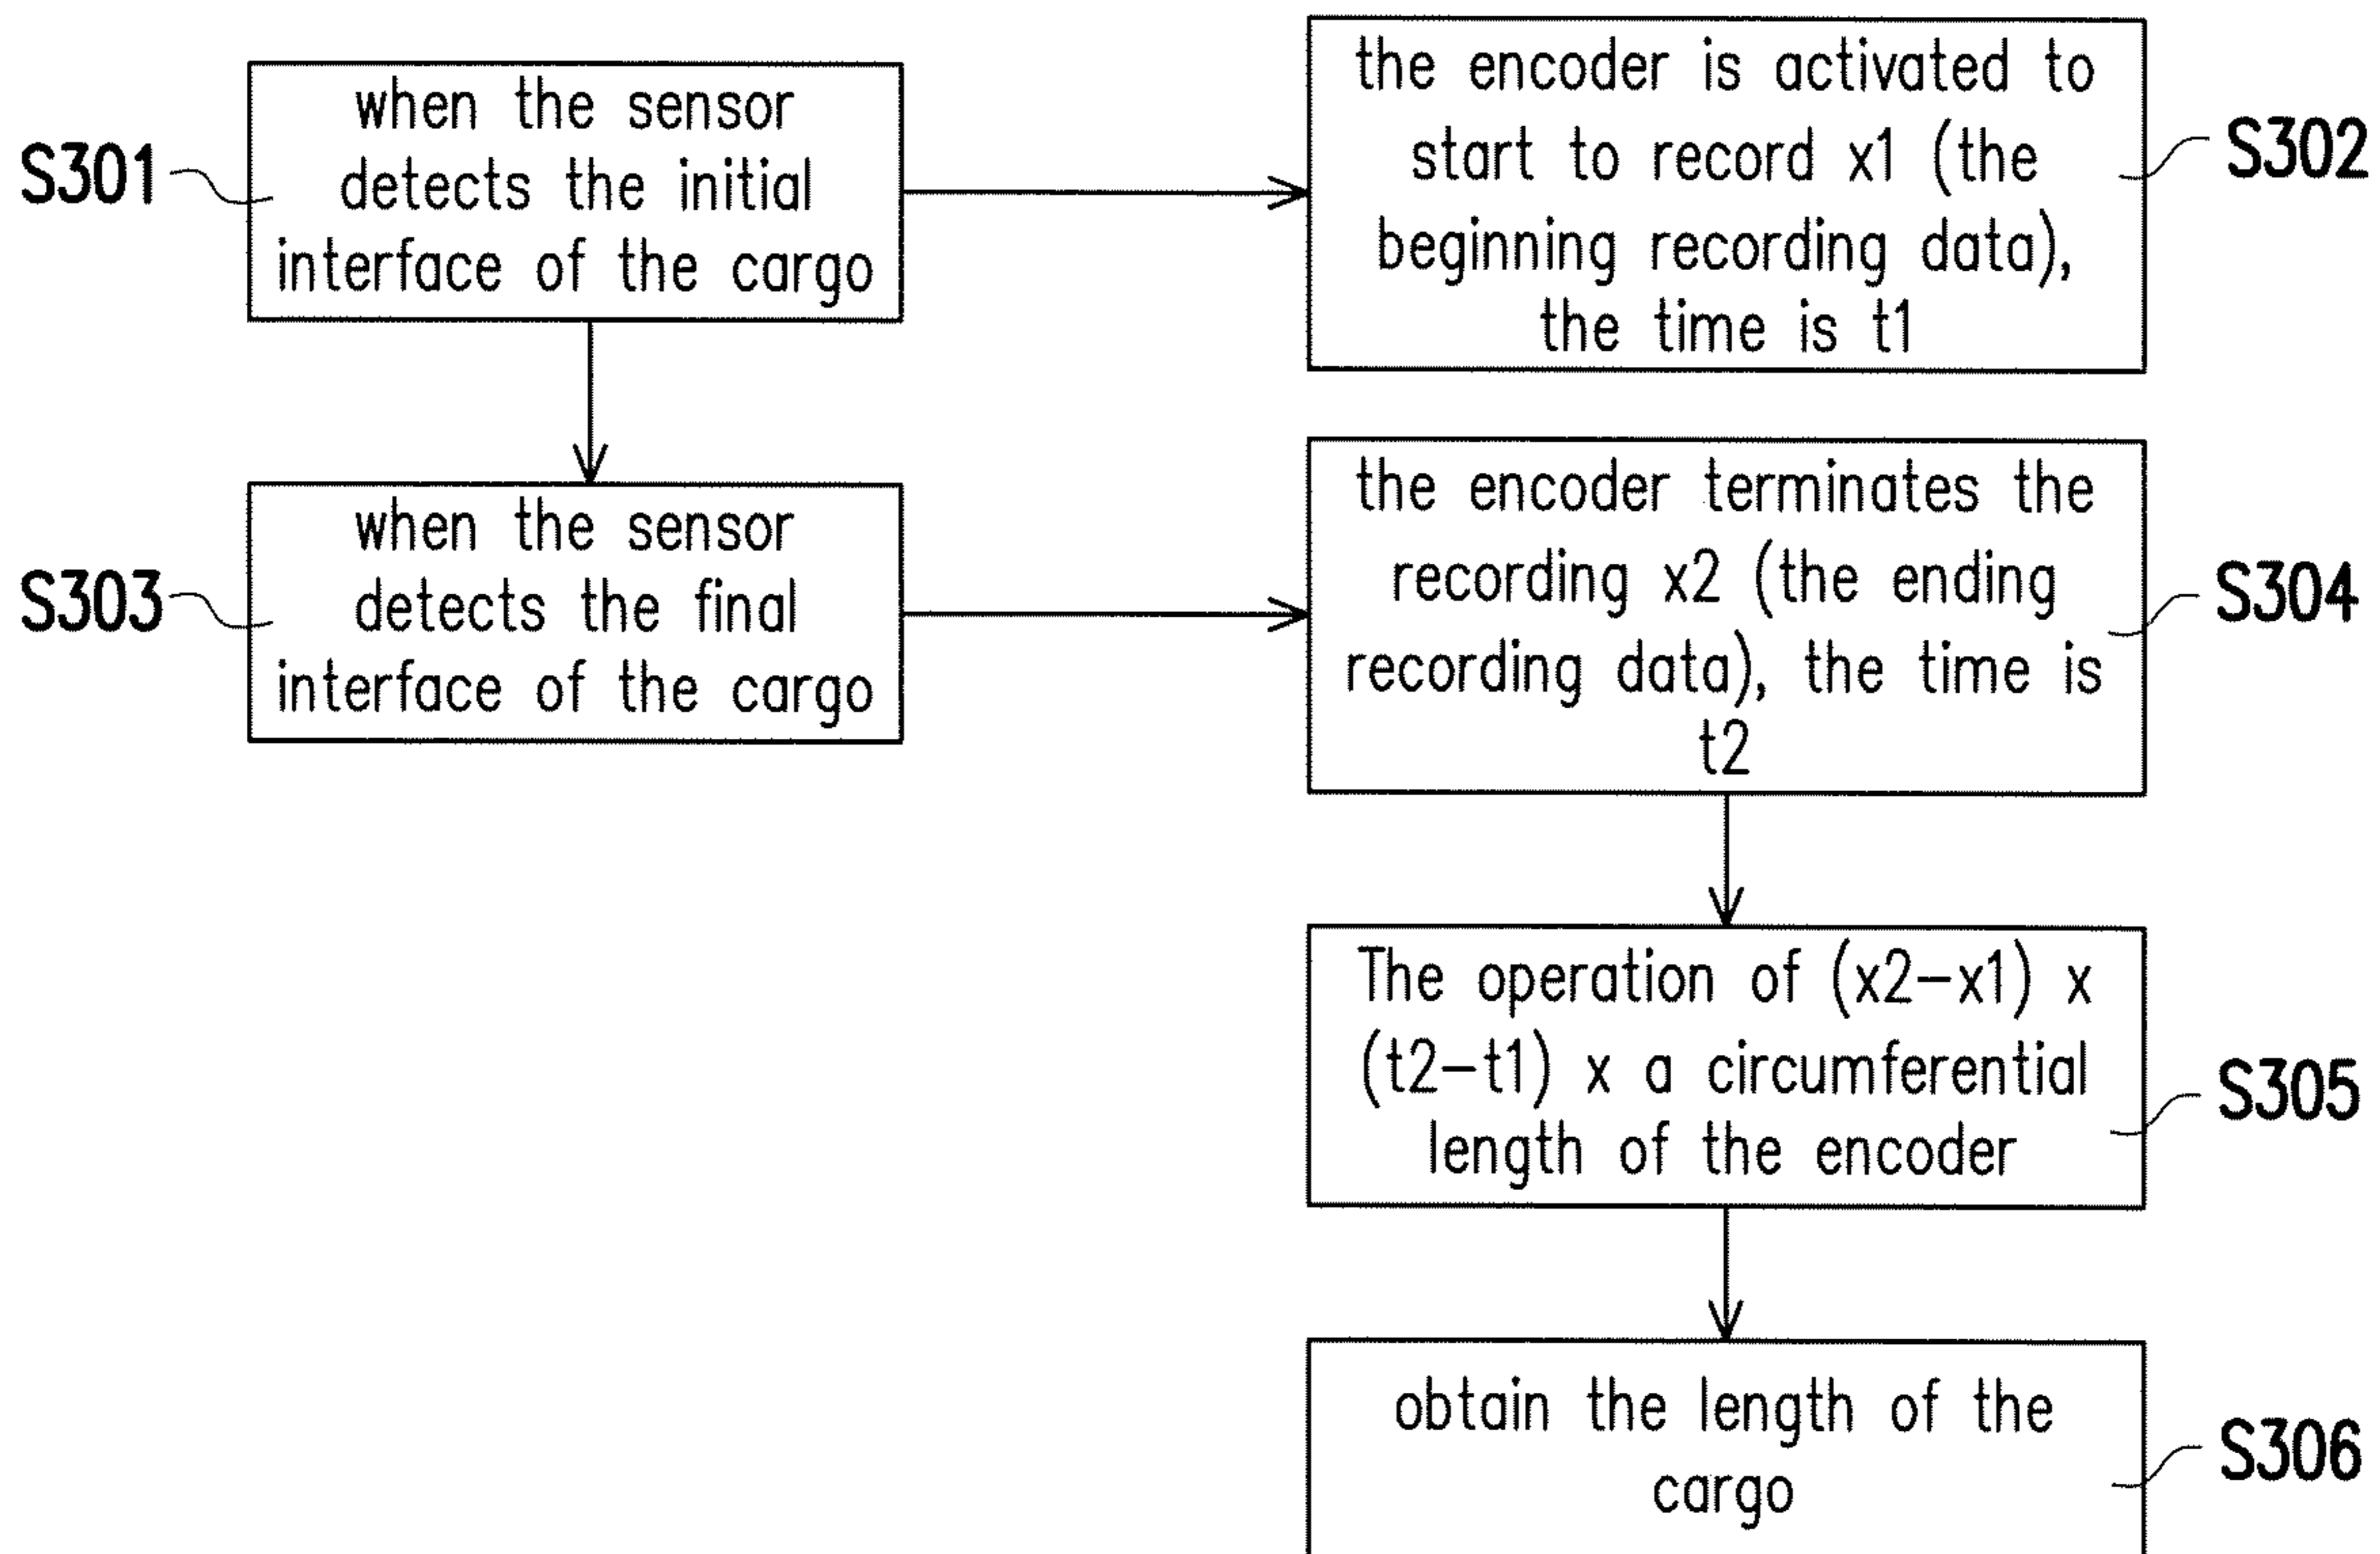 S301
when the sensor
detects the initial
interface of the cargo
the encoder is activated to
start to record x1 (the
beginning recording data),
the time is t1
S302
S303
when the sensor
detects the final
interface of the cargo
the encoder terminates the
recording x2 (the ending
recording data), the time is
t2
S304
The operation of (x2-x1) x
(t2-t1) x a circumferential
length of the encoder
S305
obtain the length of the
cargo
S306